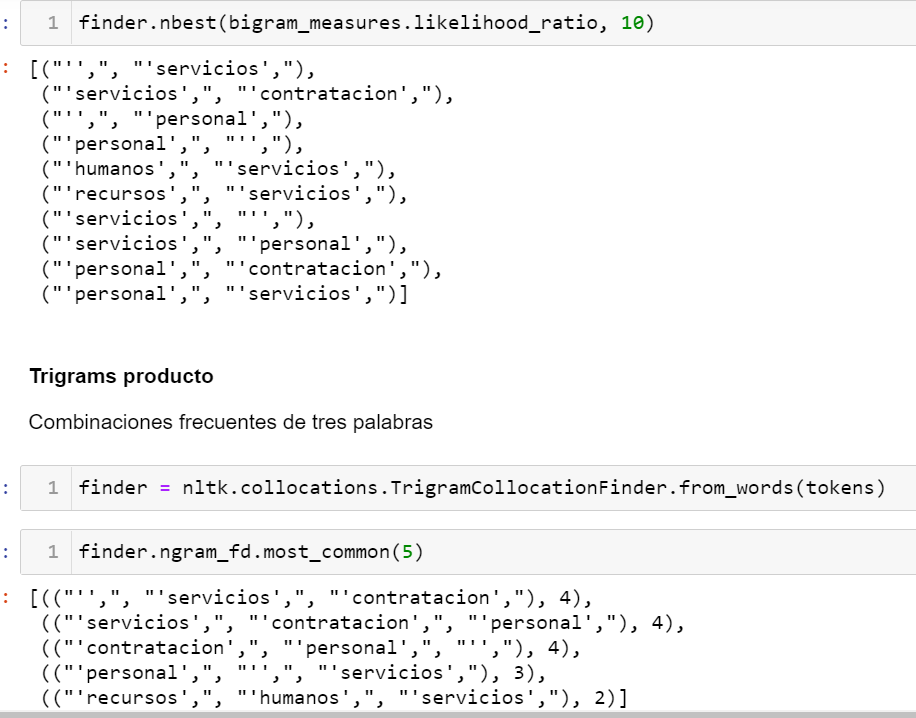 : 1 finder.nbest(bigram_measures.likelihood_ratio, 10)
: [("'',", "'servicios',"),
("'servicios',", "'contratacion',"),
("'',", "'personal',"),
("'personal',", "'',"),
("'humanos',", "'servicios',"),
("'recursos',", "'servicios',"),
("'servicios',", "'',"),
("'servicios',", "'personal',"),
("'personal',", "'contratacion',"),
("'personal',", "'servicios',")]
Trigrams producto
Combinaciones frecuentes de tres palabras
: 1 finder = nltk.collocations.TrigramCollocationFinder.from_words(tokens)
: 1 finder.ngram_fd.most_common(5)
: [(("'',", "'servicios',", "'contratacion',"), 4),
(("'servicios',", "'contratacion',", "'personal',"), 4),
(("'contratacion',", "'personal',", "'',"), 4),
(("'personal',", "'',", "'servicios',"), 3),
(("'recursos',", "'humanos',", "'servicios',"), 2)]